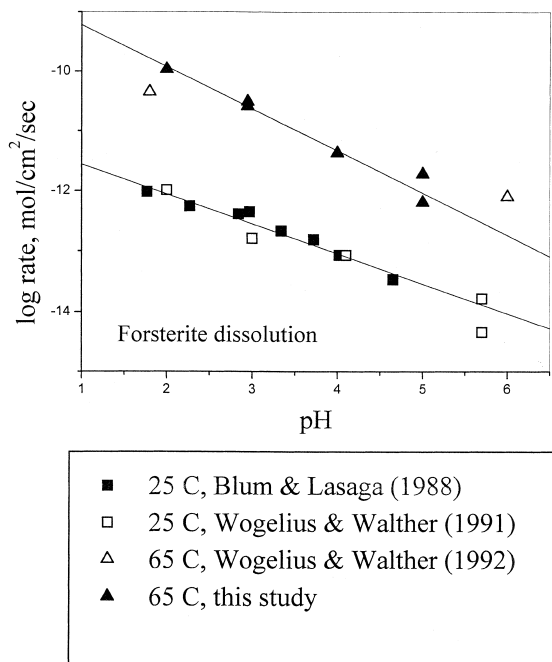 -10
-12
-14
log rate, mol/cm²/sec
Forsterite dissolution
1 2 3 4 5 6
pH
25 C, Blum & Lasaga (1988)
25 C, Wogelius & Walther (1991)
65 C, Wogelius & Walther (1992)
65 C, this study